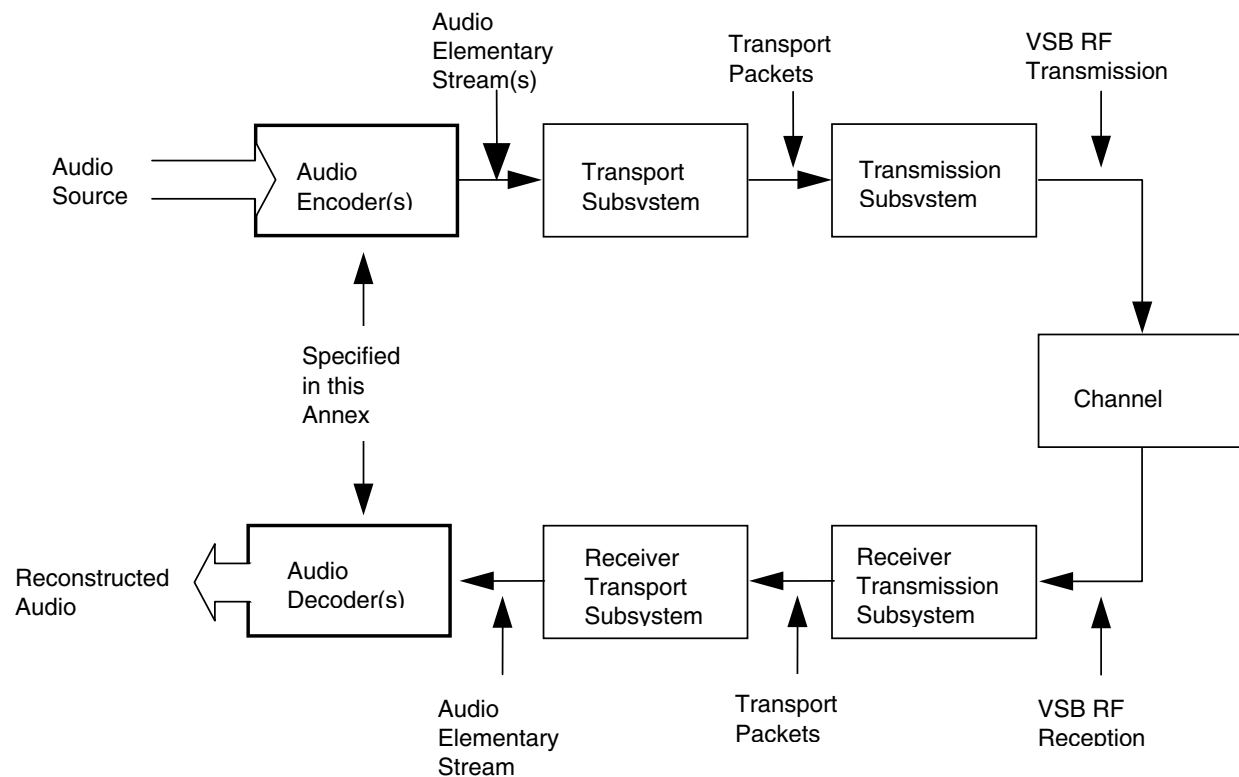 Audio
Elementary
Stream(s)
Transport
Packets
VSB RF
Transmission
Audio
Source
Audio
Encoder(s)
Transport
Subsystem
Transmission
Subsystem
Specified
in this
Annex
Channel
Reconstructed
Audio
Audio
Decoder(s)
Receiver
Transport
Subsystem
Receiver
Transmission
Subsystem
Audio
Elementary
Stream
Transport
Packets
VSB RF
Reception